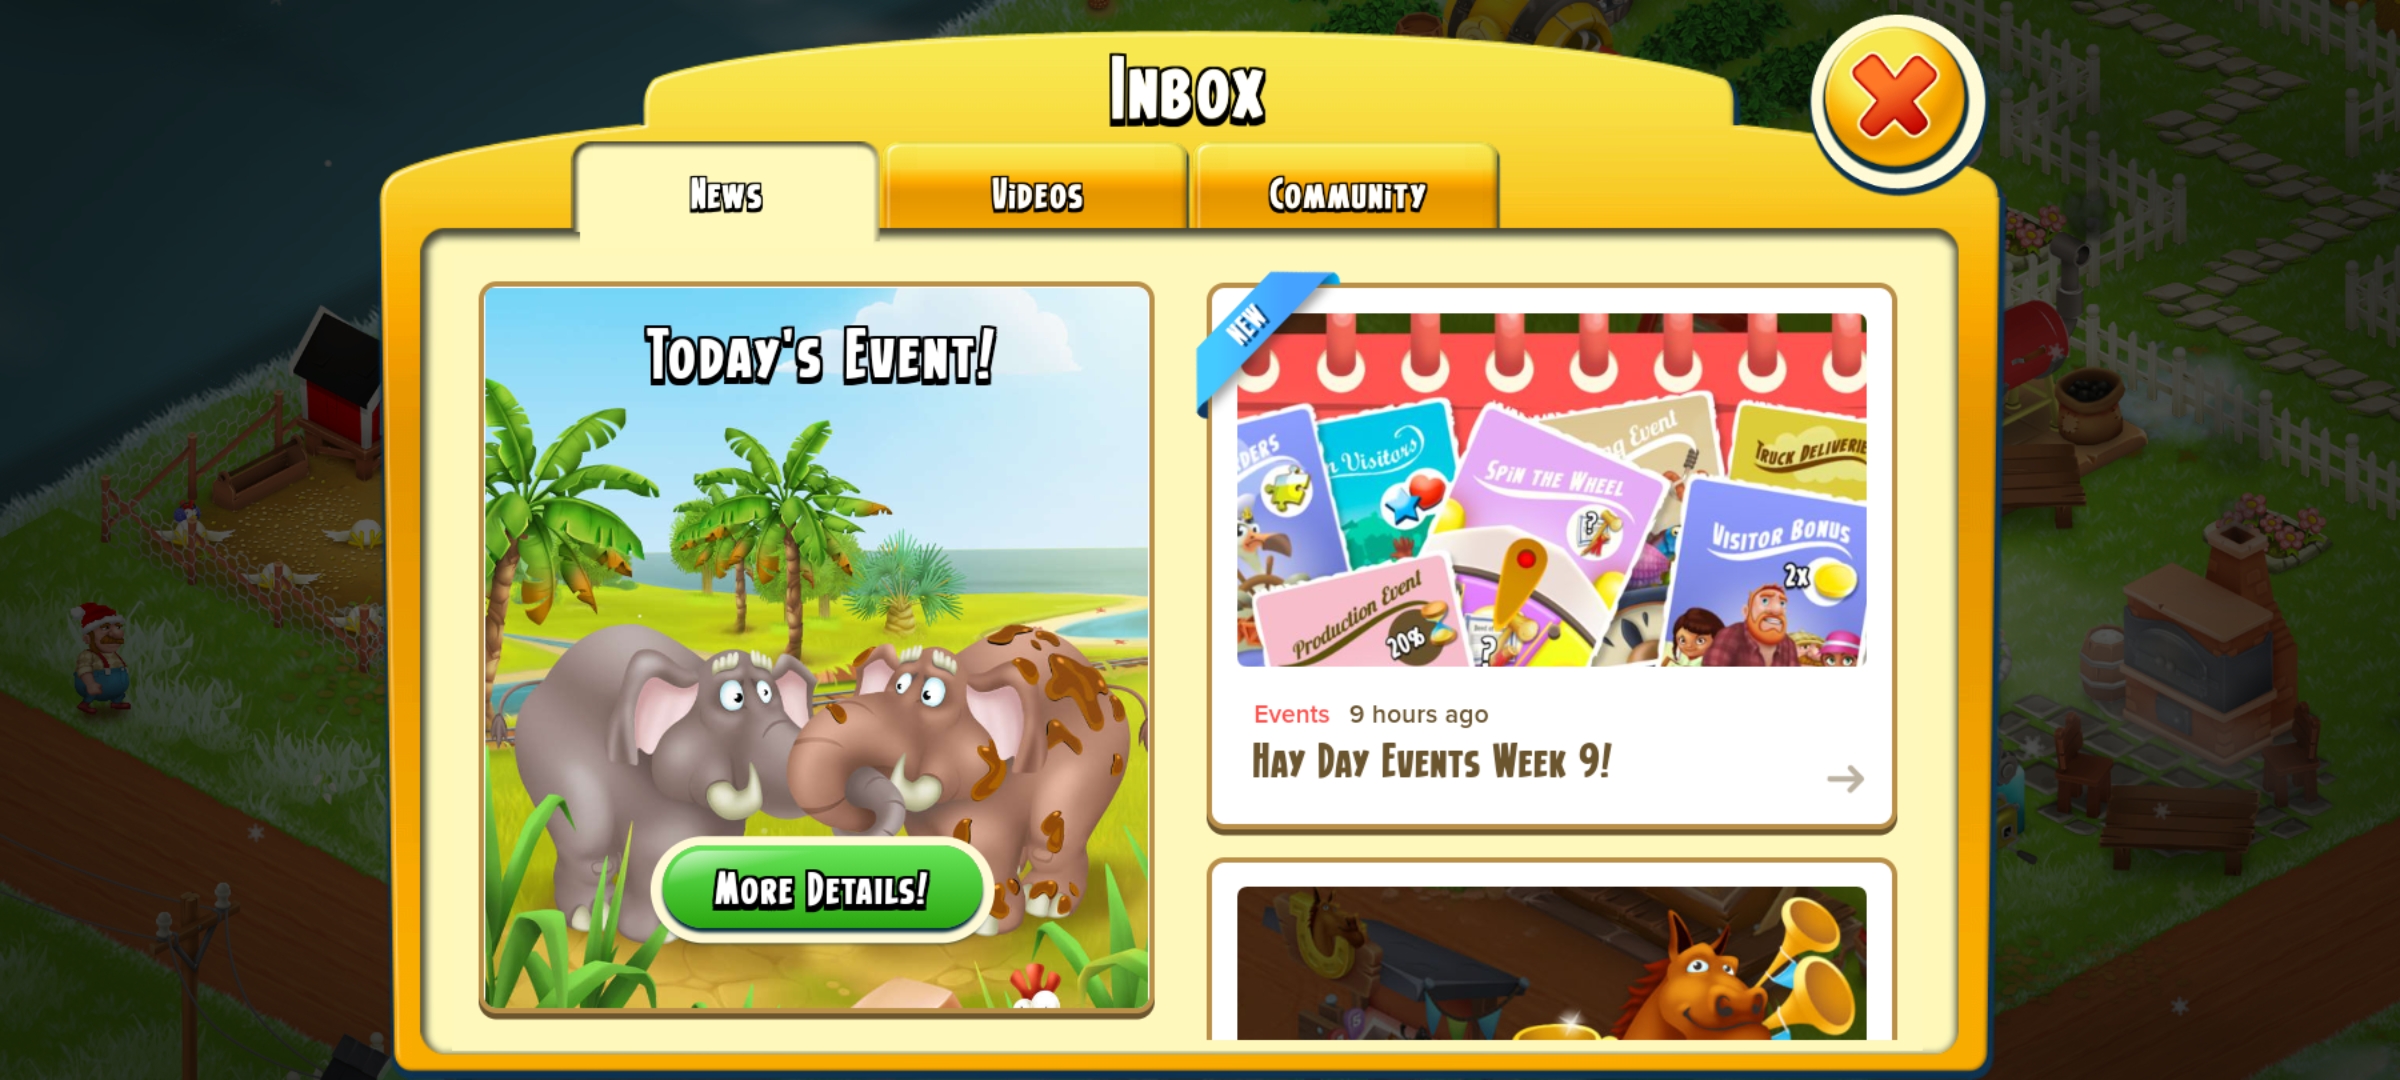 INBOX
NEWS
VIDEOS
COMMUNITY
TODAY'S EVENT!
MORE DETAILS!
NEW
Visitors
SPIN THE WHEEL
?
Event
TRUCK DELIVERIE
VISITOR BONUS
2x
Production Event
20%
?
Events 9 hours ago
HAY DAY EVENTS WEEK 9!